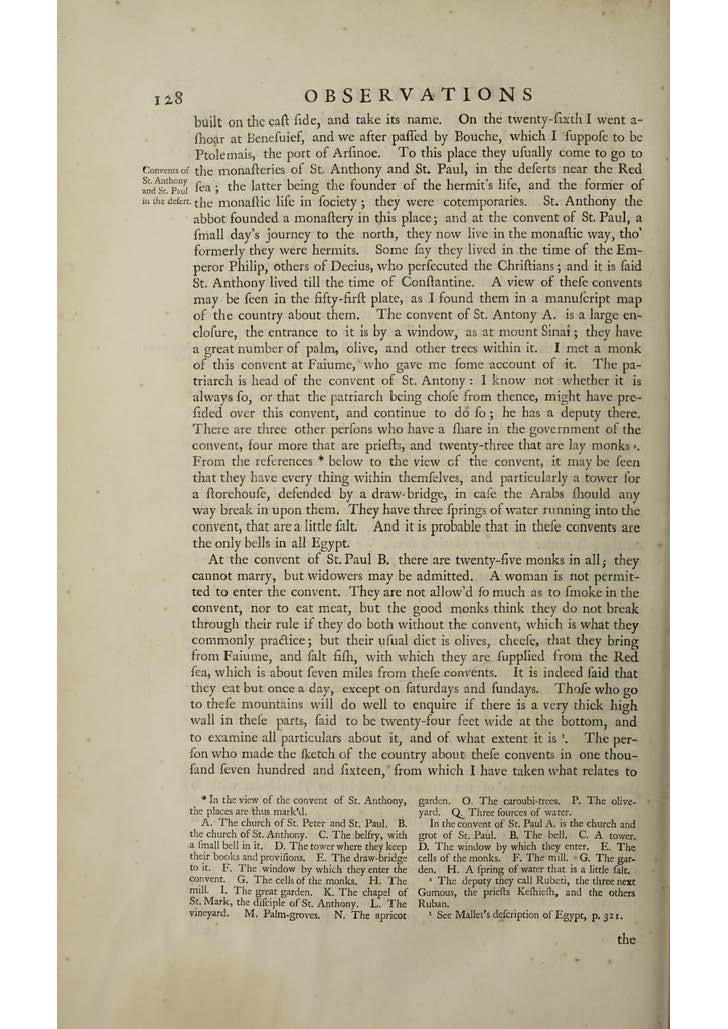 128
OBSERVATIONS
built on the eaſt ſide, and take its name. On the twenty-ſixth I went a-
ſhoar at Beneſuief, and we after paſſed by Bouche, which I ſuppoſe to be
Ptolemais, the port of Arſinoe. To this place they uſually come to go to
Convents of
St. Anthony
and St. Paul
in the deſert.
the monaſteries of St. Anthony and St. Paul, in the deſerts near the Red
ſea; the latter being the founder of the hermit's life, and the former of
the monaſtic life in ſociety; they were cotemporaries. St. Anthony the
abbot founded a monaſtery in this place; and at the convent of St. Paul, a
ſmall day's journey to the north, they now live in the monaſtic way, tho'
formerly they were hermits. Some ſay they lived in the time of the Em-
peror Philip, others of Decius, who perſecuted the Chriſtians; and it is ſaid
St. Anthony lived till the time of Conſtantine. A view of theſe convents
may be ſeen in the fifty-firſt plate, as I found them in a manuſcript map
of the country about them. The convent of St. Antony A. is a large en-
cloſure, the entrance to it is by a window, as at mount Sinai; they have
a great number of palm, olive, and other trees within it. I met a monk
of this convent at Faiume, who gave me ſome account of it. The pa-
triarch is head of the convent of St. Antony: I know not whether it is
always ſo, or that the patriarch being choſe from thence, might have pre-
ſided over this convent, and continue to do ſo; he has a deputy there.
There are three other perſons who have a ſhare in the government of the
convent, four more that are prieſts, and twenty-three that are lay monks ˢ.
From the references * below to the view of the convent, it may be ſeen
that they have every thing within themſelves, and particularly a tower for
a ſtorehouſe, defended by a draw-bridge, in caſe the Arabs ſhould any
way break in upon them. They have three ſprings of water running into the
convent, that are a little ſalt. And it is probable that in theſe convents are
the only bells in all Egypt.
At the convent of St. Paul B. there are twenty-five monks in all; they
cannot marry, but widowers may be admitted. A woman is not permit-
ted to enter the convent. They are not allow'd ſo much as to ſmoke in the
convent, nor to eat meat, but the good monks think they do not break
through their rule if they do both without the convent, which is what they
commonly practice; but their uſual diet is olives, cheeſe, that they bring
from Faiume, and ſalt fiſh, with which they are ſupplied from the Red
ſea, which is about ſeven miles from theſe convents. It is indeed ſaid that
they eat but once a day, except on ſaturdays and ſundays. Thoſe who go
to theſe mountains will do well to enquire if there is a very thick high
wall in theſe parts, ſaid to be twenty-four feet wide at the bottom, and
to examine all particulars about it, and of what extent it is ᵗ. The per-
ſon who made the ſketch of the country about theſe convents in one thou-
ſand ſeven hundred and ſixteen, from which I have taken what relates to
* In the view of the convent of St. Anthony,
the places are thus mark'd.
A. The church of St. Peter and St. Paul. B.
the church of St. Anthony. C. The belfry, with
a ſmall bell in it. D. The tower where they keep
their books and proviſions. E. The draw-bridge
to it. F. The window by which they enter the
convent. G. The cells of the monks. H. The
mill. I. The great garden. K. The chapel of
St. Mark, the diſciple of St. Anthony. L. The
vineyard. M. Palm-groves. N. The apricot
garden. O. The caroubi-trees. P. The olive-
yard. Q. Three ſources of water.
In the convent of St. Paul A. is the church and
grot of St. Paul. B. The bell. C. A tower.
D. The window by which they enter. E. The
cells of the monks. F. The mill. G. The gar-
den. H. A ſpring of water that is a little ſalt.
ˢ The deputy they call Rubeti, the three next
Gumous, the prieſts Keſhieſh, and the others
Ruban.
ᵗ See Mallet's deſcription of Egypt, p. 321.
the